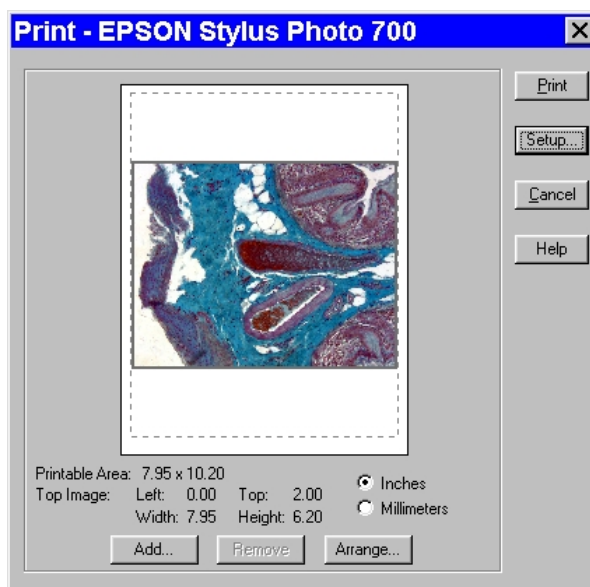 Print - EPSON Stylus Photo 700
Print
Setup...
Cancel
Help
Printable Area: 7.95 x 10.20
Top Image: Left: 0.00 Top: 2.00
Width: 7.95 Height: 6.20
Inches
Millimeters
Add... Remove Arrange...